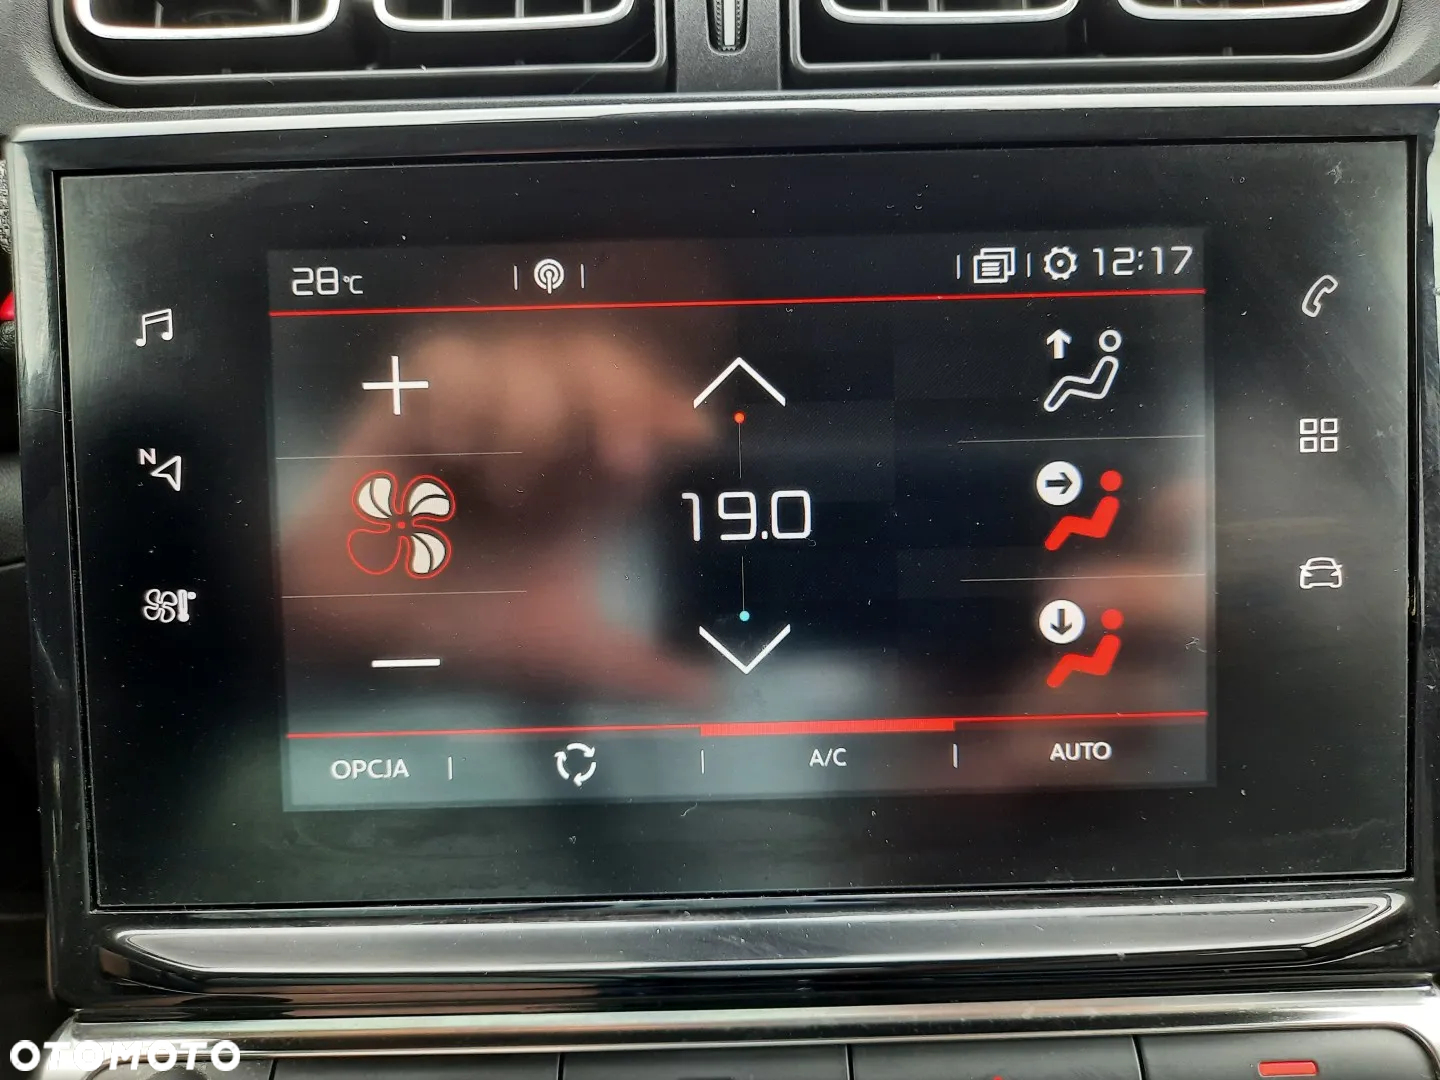 28°C
12:17
N
19.0
OPCJA
A/C
AUTO
OTOMOTO